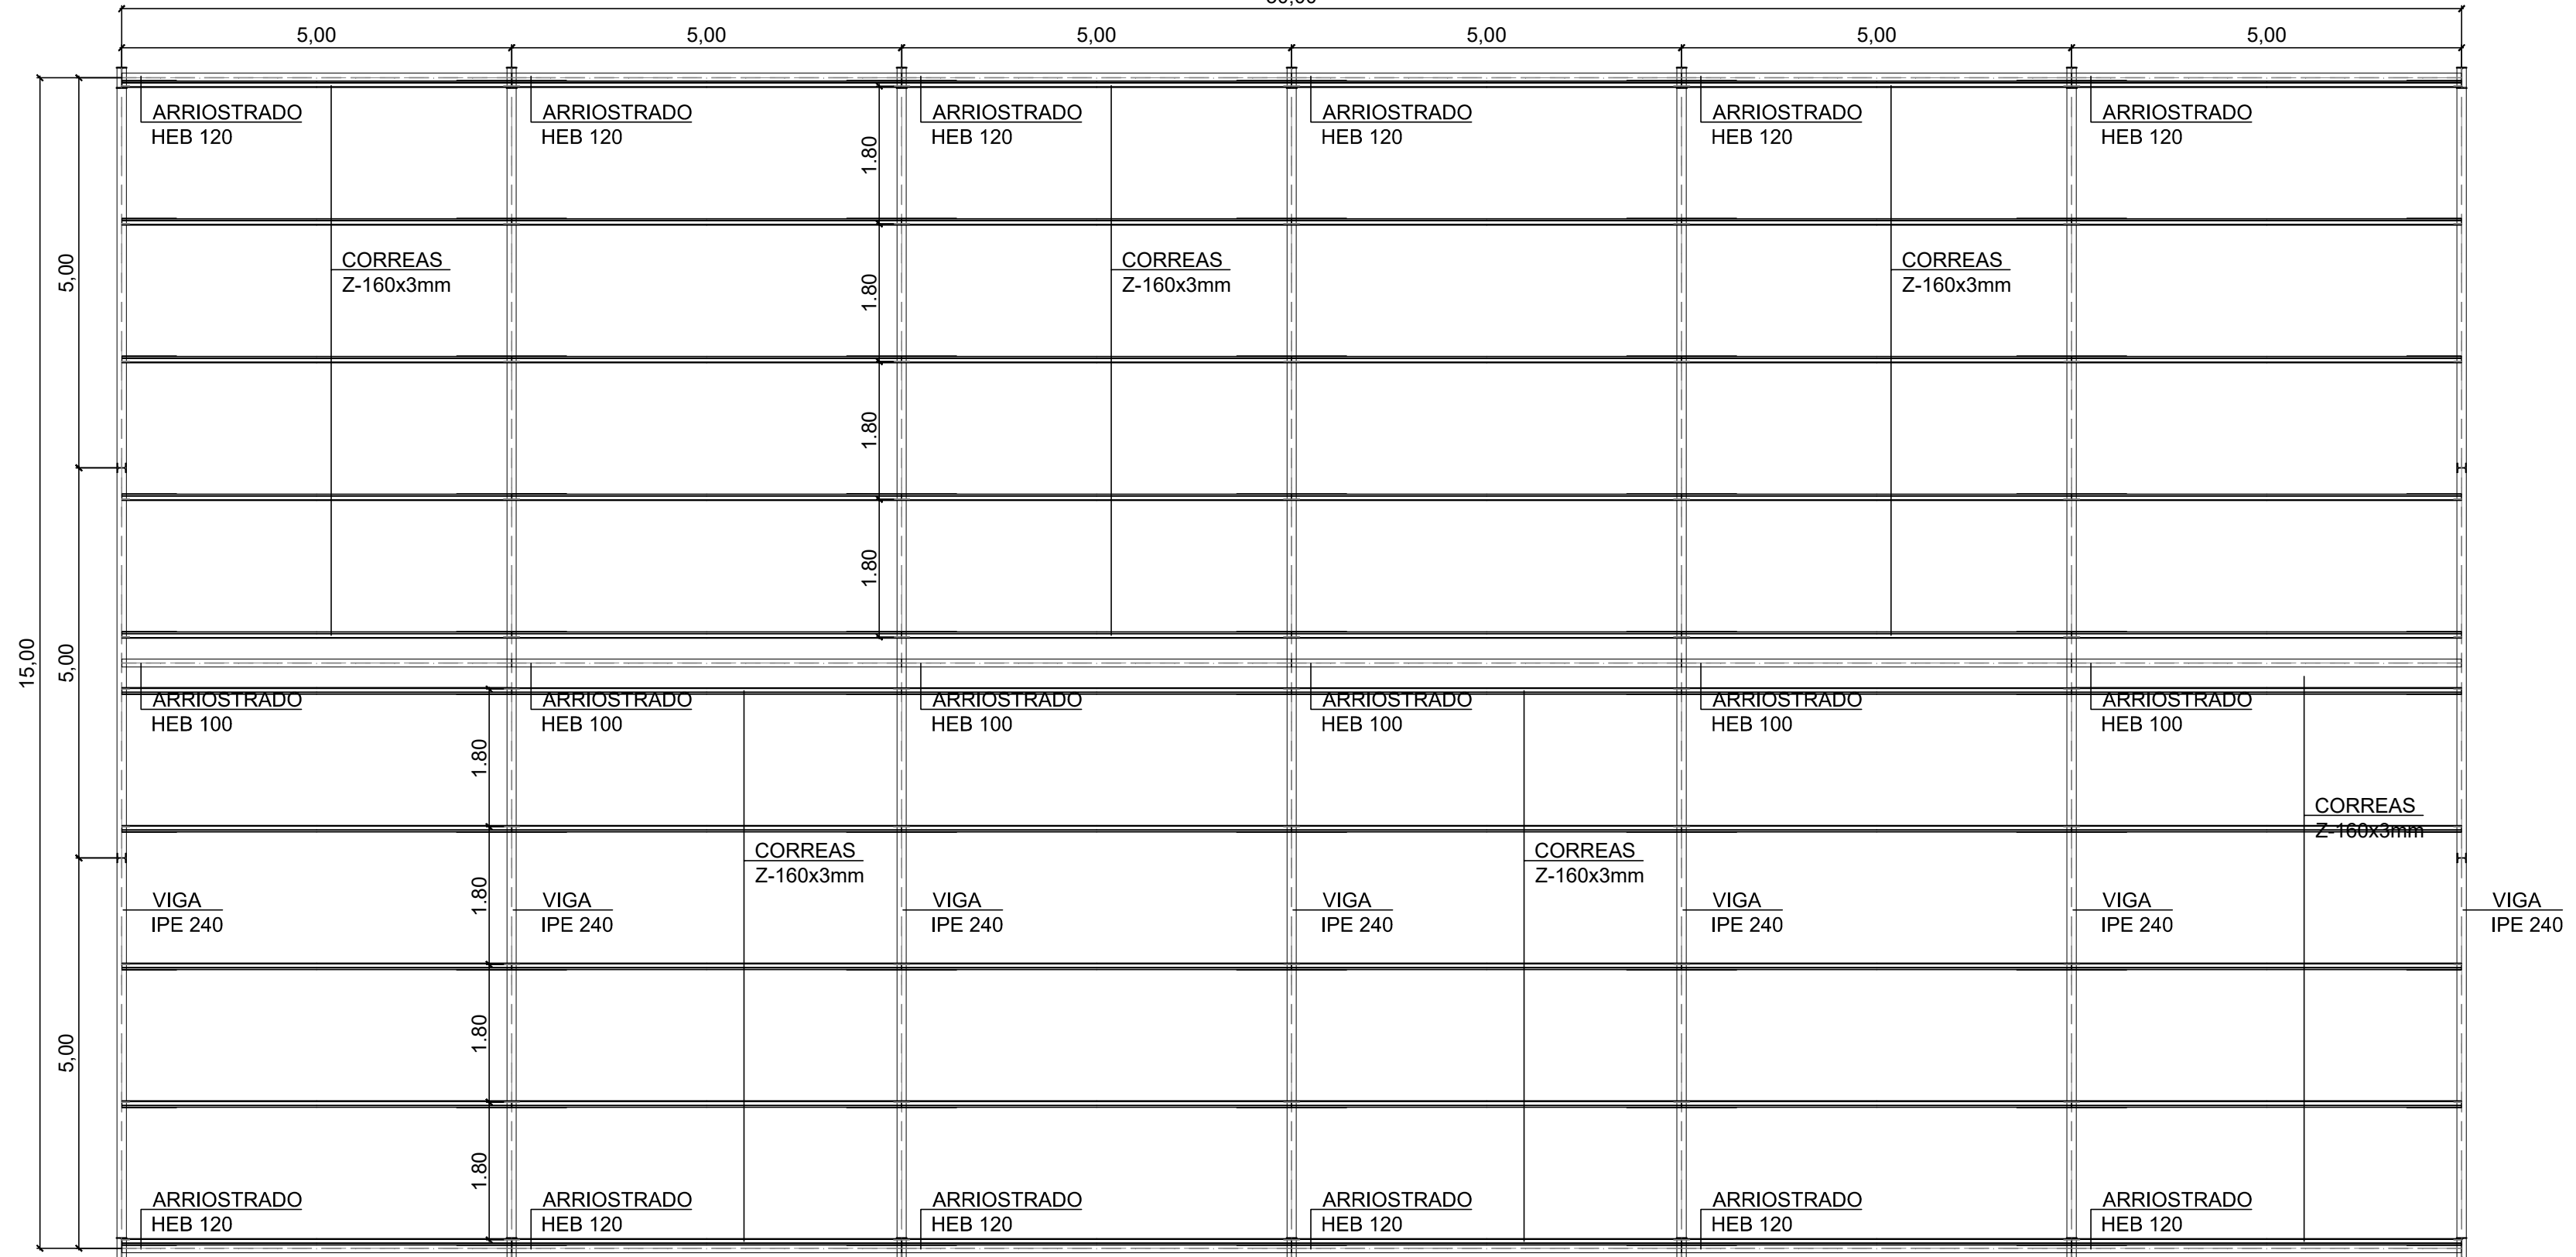 5,00 5,00 5,00 5,00 5,00 5,00
ARRIOSTRADO ARRIOSTRADO ARRIOSTRADO ARRIOSTRADO ARRIOSTRADO ARRIOSTRADO
HEB 120 HEB 120 HEB 120 HEB 120 HEB 120 HEB 120
1.80
5,00
CORREAS CORREAS CORREAS
Z-160x3mm Z-160x3mm Z-160x3mm
1.80
1.80
1.80
15,00
5,00
ARRIOSTRADO ARRIOSTRADO ARRIOSTRADO ARRIOSTRADO ARRIOSTRADO ARRIOSTRADO
HEB 100 HEB 100 HEB 100 HEB 100 HEB 100 HEB 100
1.80
CORREAS
Z-160x3mm
CORREAS CORREAS
Z-160x3mm Z-160x3mm
1.80
VIGA VIGA VIGA VIGA VIGA VIGA VIGA
IPE 240 IPE 240 IPE 240 IPE 240 IPE 240 IPE 240 IPE 240
1.80
5,00
1.80
ARRIOSTRADO ARRIOSTRADO ARRIOSTRADO ARRIOSTRADO ARRIOSTRADO ARRIOSTRADO
HEB 120 HEB 120 HEB 120 HEB 120 HEB 120 HEB 120